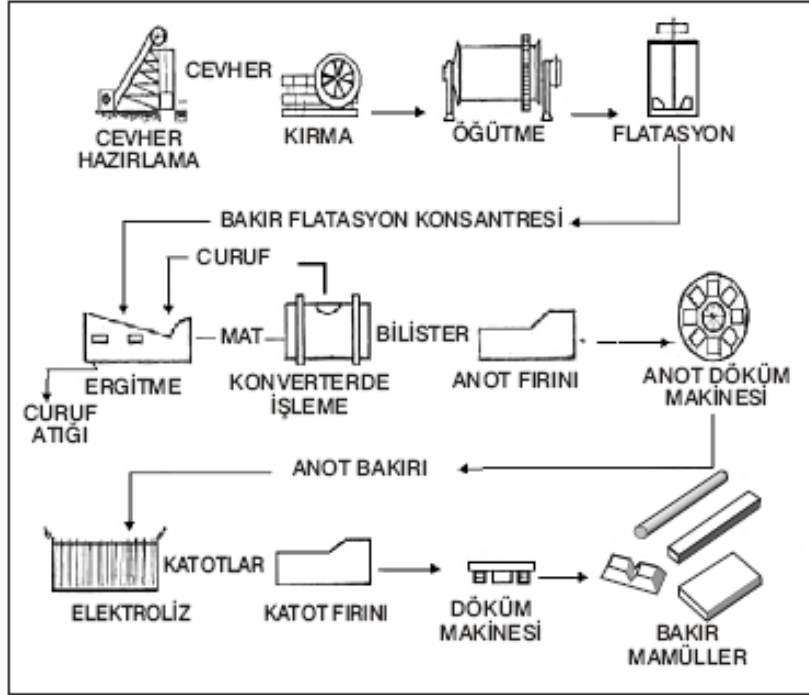 CEVHER
CEVHER
HAZIRLAMA
KIRMA
ÖĞÜTME
FLATASYON
BAKIR FLATASYON KONSANTRESİ
CURUF
MAT
BİLİSTER
ERGİTME
KONVERTERDE
İŞLEME
ANOT FIRINI
ANOT DÖKÜM
MAKİNESİ
CURUF
ATIĞI
ANOT BAKIRI
KATOTLAR
ELEKTROLİZ
KATOT FIRINI
DÖKÜM
MAKİNESİ
BAKIR
MAMÜLLER